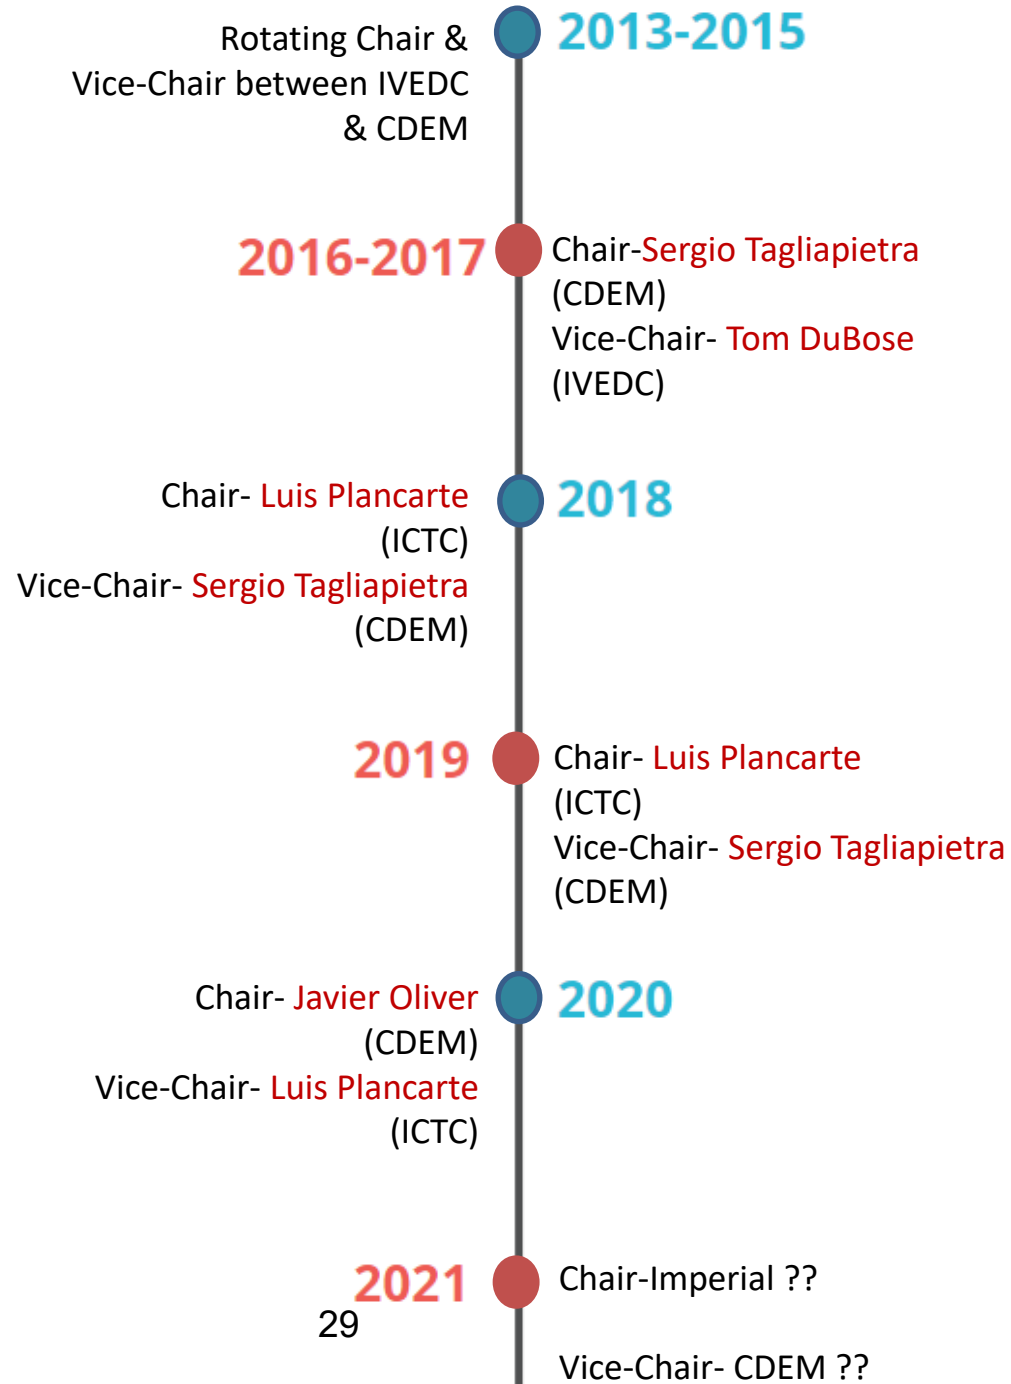 2013-2015
Rotating Chair &
Vice-Chair between IVEDC
& CDEM
2016-2017
Chair-Sergio Tagliapietra
(CDEM)
Vice-Chair- Tom DuBose
(IVEDC)
2018
Chair- Luis Plancarte
(ICTC)
Vice-Chair- Sergio Tagliapietra
(CDEM)
2019
Chair- Luis Plancarte
(ICTC)
Vice-Chair- Sergio Tagliapietra
(CDEM)
2020
Chair- Javier Oliver
(CDEM)
Vice-Chair- Luis Plancarte
(ICTC)
2021
Chair-Imperial ??
29
Vice-Chair- CDEM ??